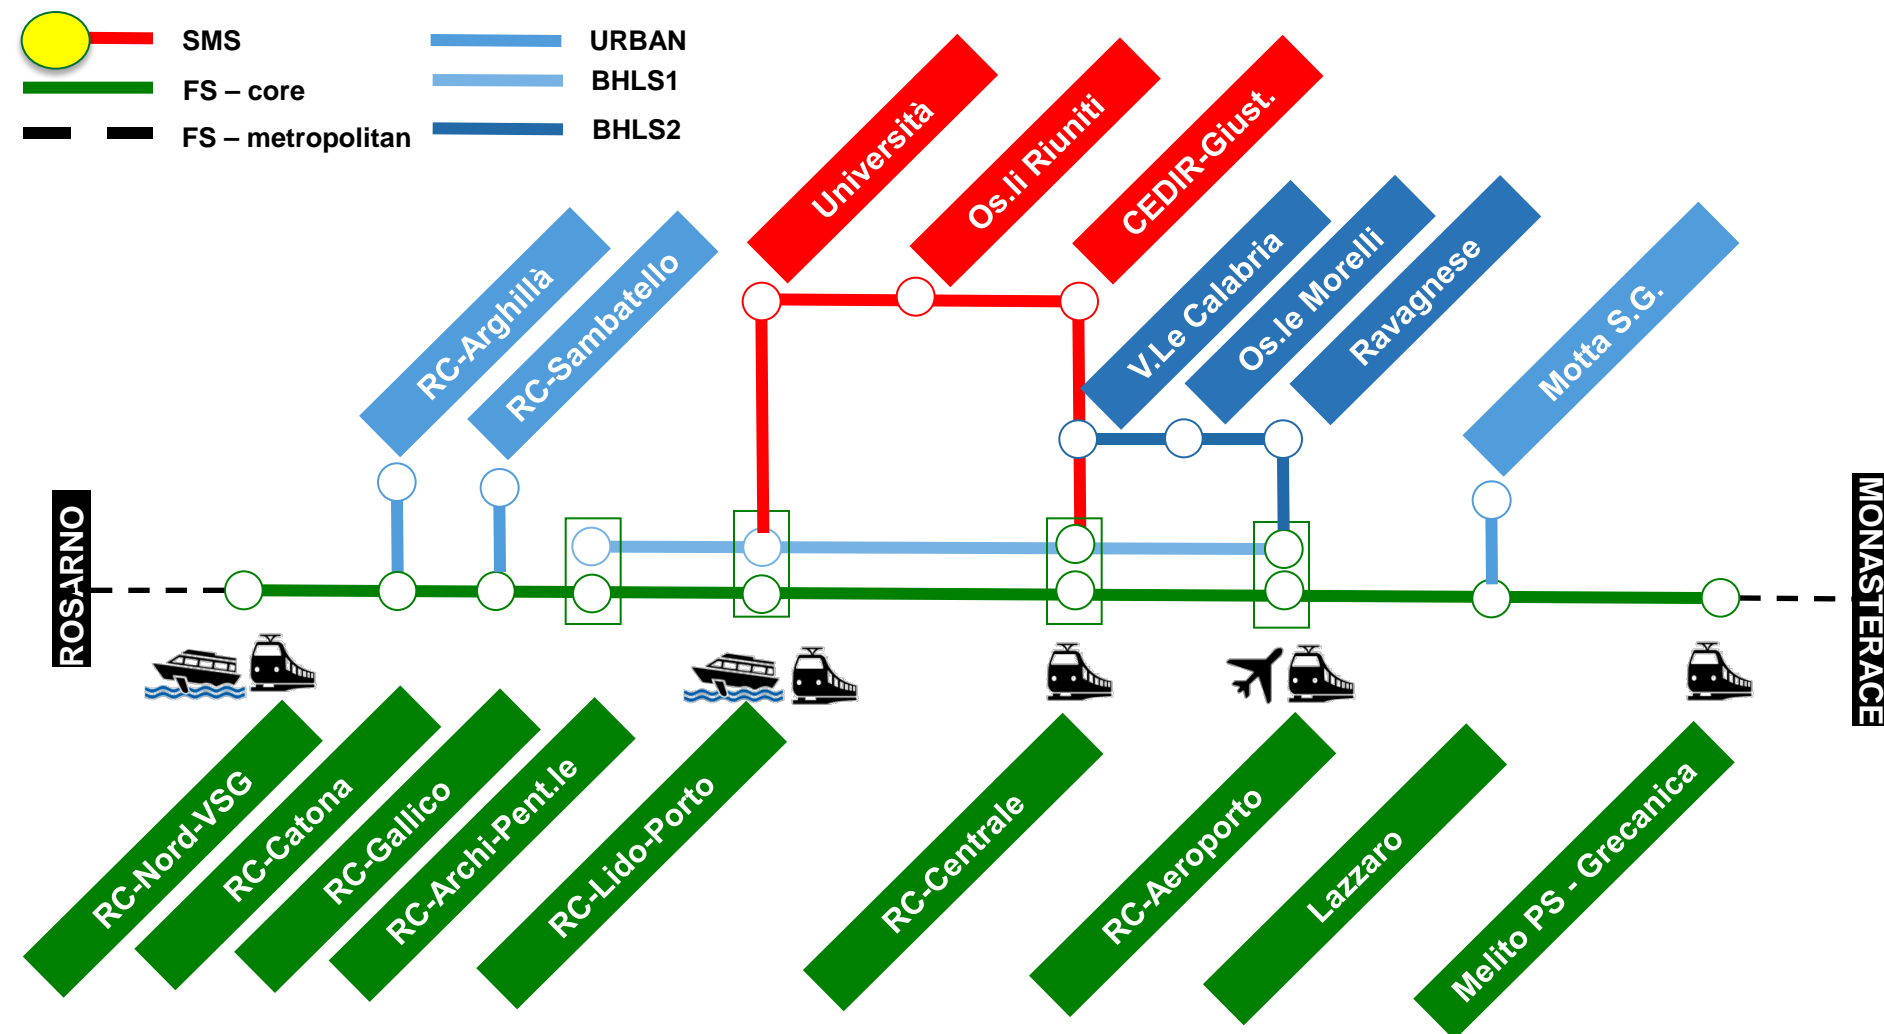 SMS
FS – core
FS – metropolitan
URBAN
BHLS1
BHLS2
Università
Os.li Riuniti
CEDIR-Giust.
RC-Arghillà
RC-Sambatello
V.Le Calabria
Os.le Morelli
Ravagnese
Motta S.G.
ROSARNO
MONASTERACE
RC-Nord-VSG
RC-Catona
RC-Gallico
RC-Archi-Pent.le
RC-Lido-Porto
RC-Centrale
RC-Aeroporto
Lazzaro
Melito PS - Grecanica